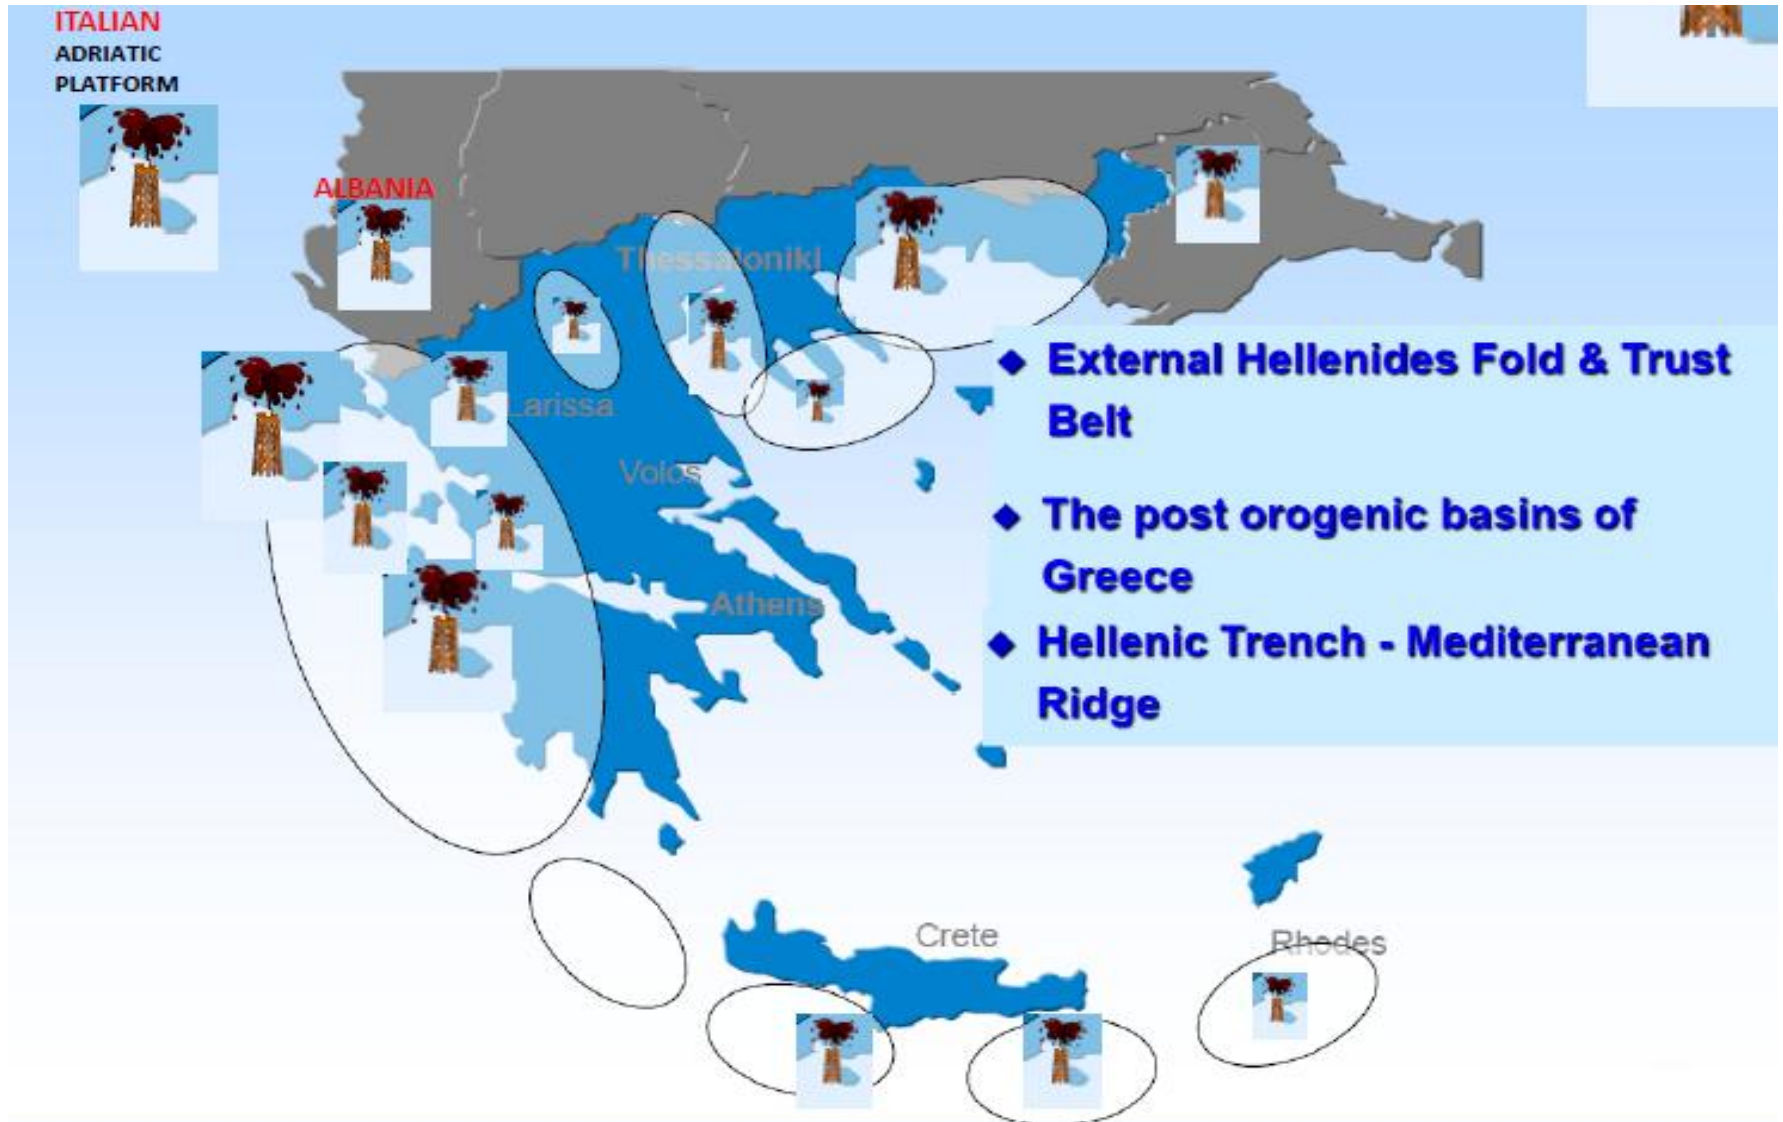 ITALIAN
ADRIATIC
PLATFORM
ALBANIA
Thessaloniki
Larissa
Volos
Athens
Crete
Rhodes
◆ External Hellenides Fold & Trust
Belt
◆ The post orogenic basins of
Greece
◆ Hellenic Trench - Mediterranean
Ridge